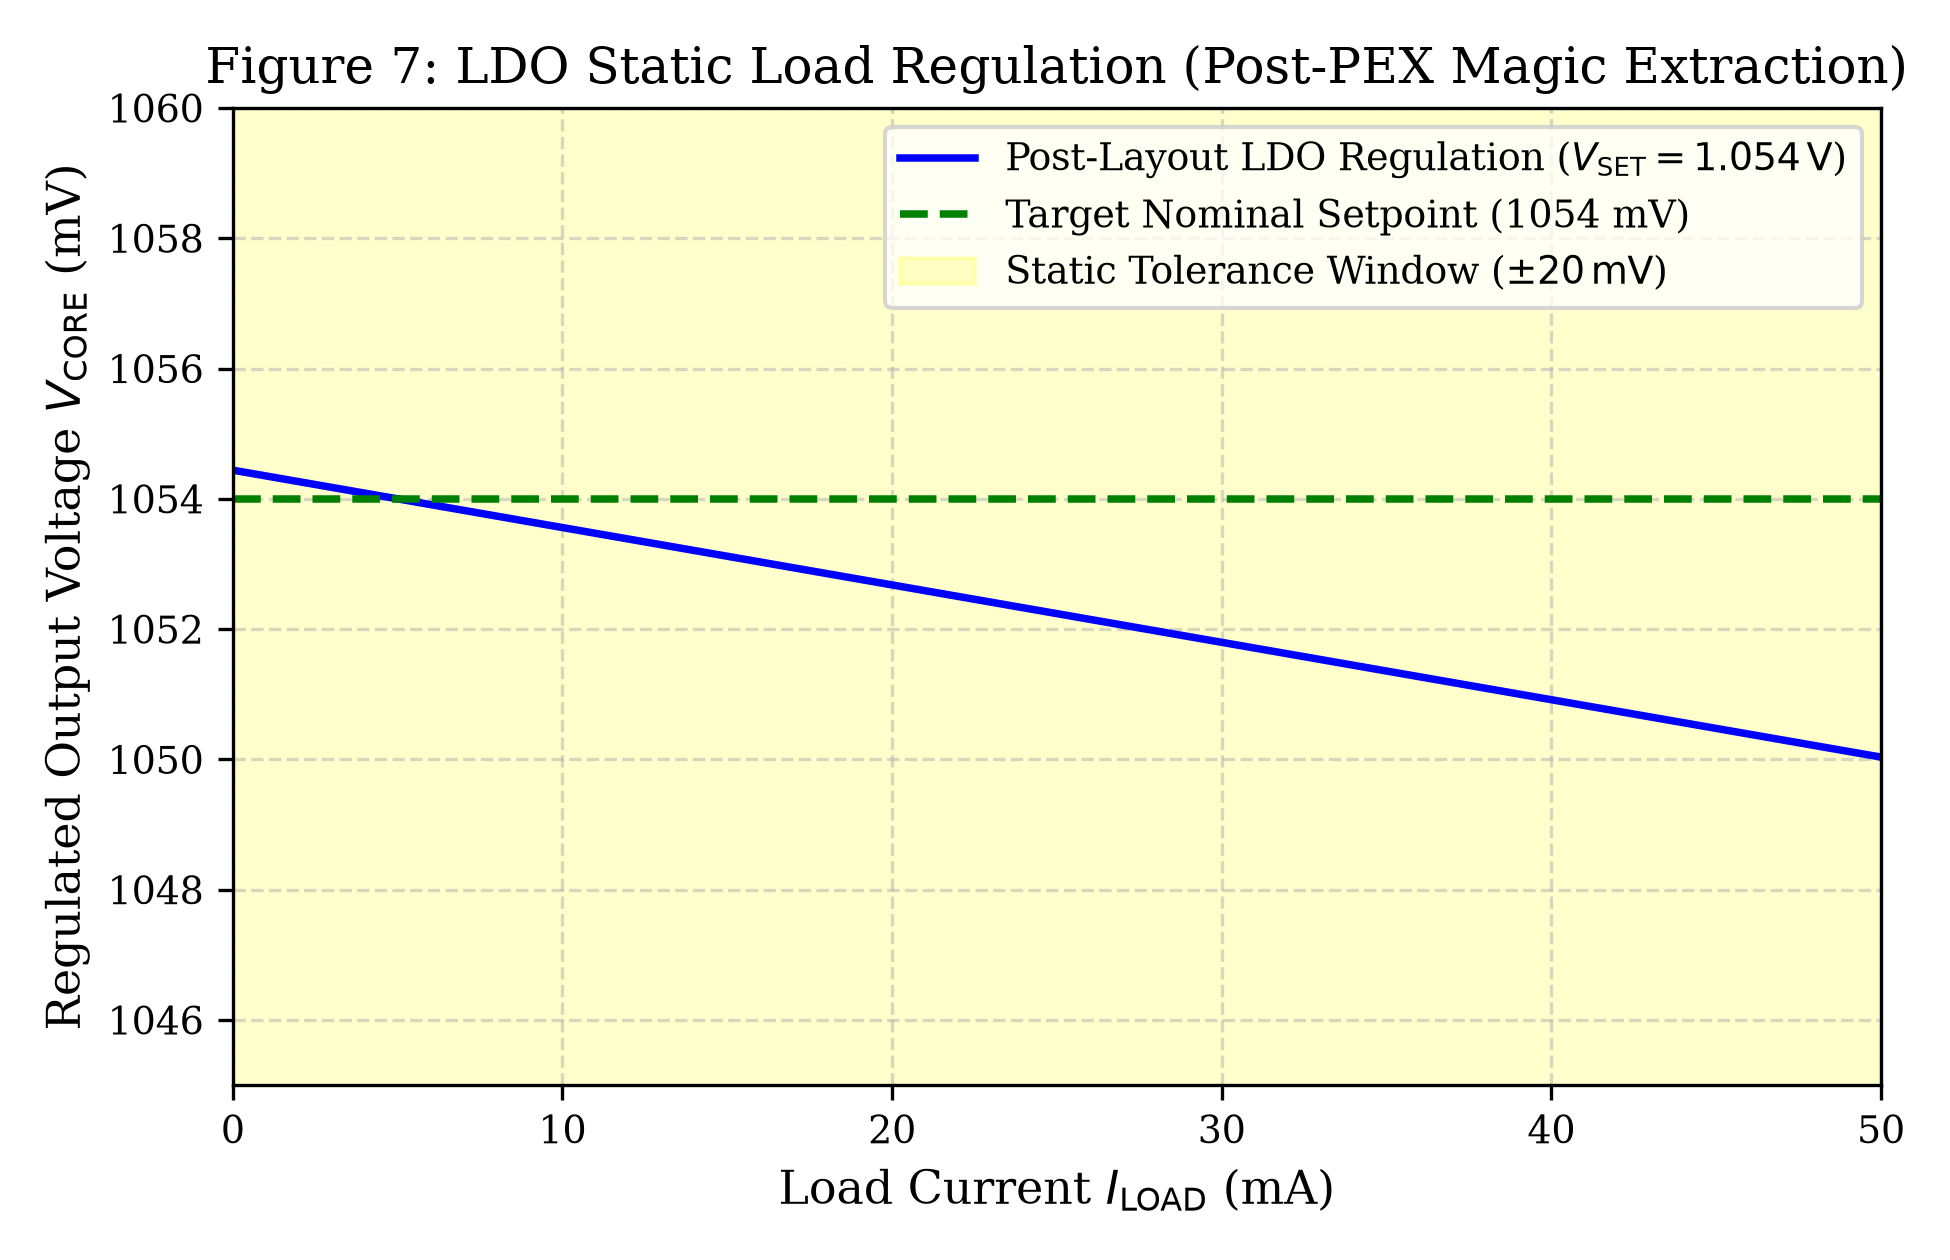 Figure 7: LDO Static Load Regulation (Post-PEX Magic Extraction)
Post-Layout LDO Regulation (V_SET = 1.054 V)
Target Nominal Setpoint (1054 mV)
Static Tolerance Window (±20 mV)
Regulated Output Voltage V_CORE (mV)
1060
1058
1056
1054
1052
1050
1048
1046
0 10 20 30 40 50
Load Current I_LOAD (mA)